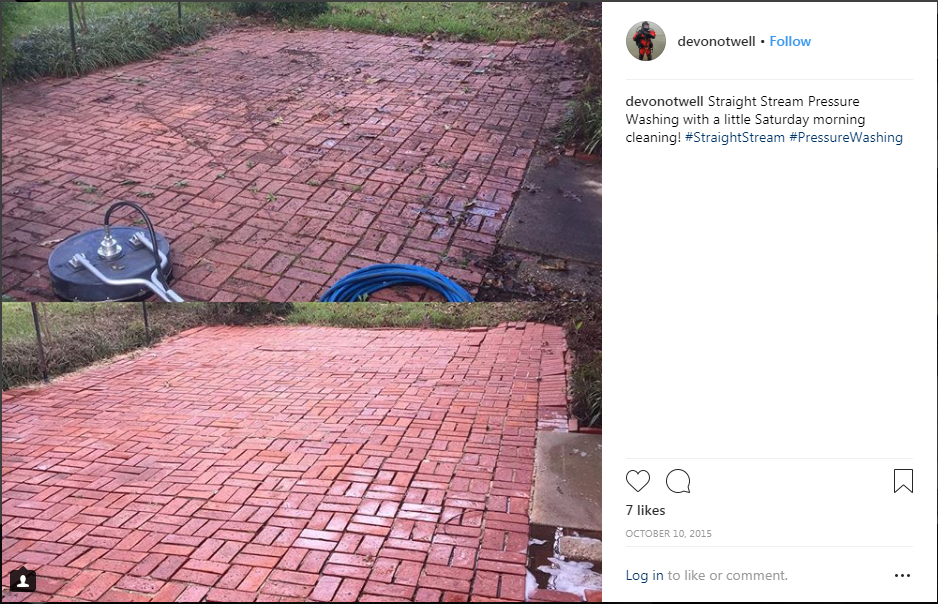 devonotwell • Follow
devonotwell Straight Stream Pressure
Washing with a little Saturday morning
cleaning! #StraightStream #PressureWashing
7 likes
OCTOBER 10, 2015
Log in to like or comment.